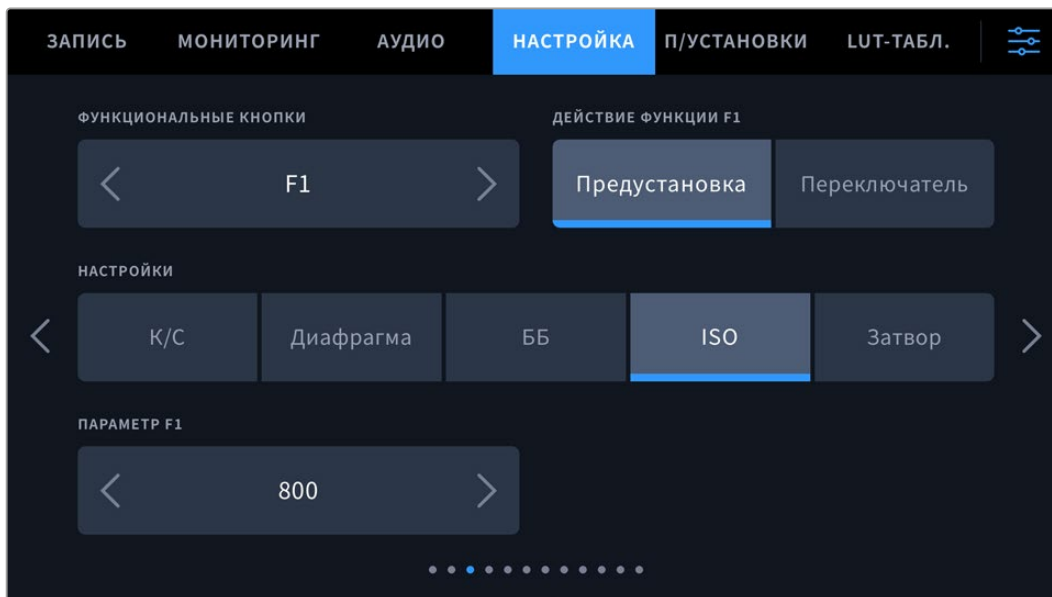 ЗАПИСЬ МОНИТОРИНГ АУДИО НАСТРОЙКА П/УСТАНОВКИ LUT-ТАБЛ.
ФУНКЦИОНАЛЬНЫЕ КНОПКИ ДЕЙСТВИЕ ФУНКЦИИ F1
F1 Предустановка Переключатель
НАСТРОЙКИ
К/С Диафрагма ББ ISO Затвор
ПАРАМЕТР F1
800